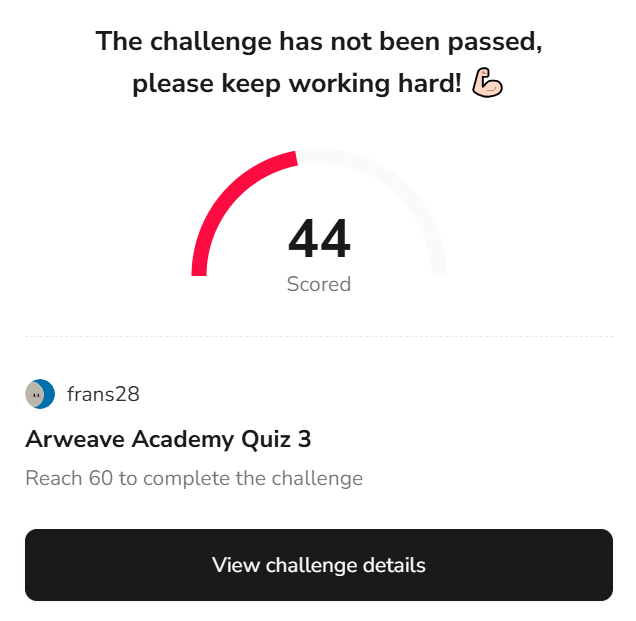 The challenge has not been passed,
please keep working hard! 💪🏻
44
Scored
frans28
Arweave Academy Quiz 3
Reach 60 to complete the challenge
View challenge details